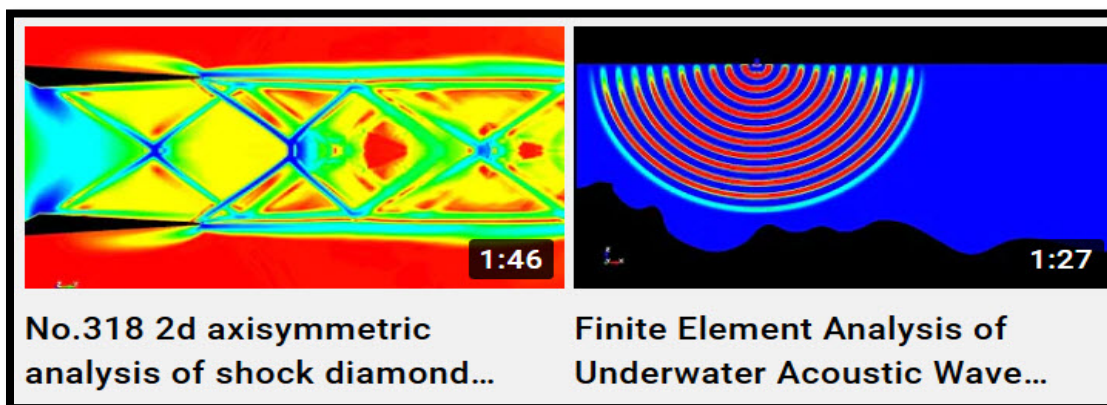 1:46
1:27
No.318 2d axisymmetric
analysis of shock diamond...
Finite Element Analysis of
Underwater Acoustic Wave...